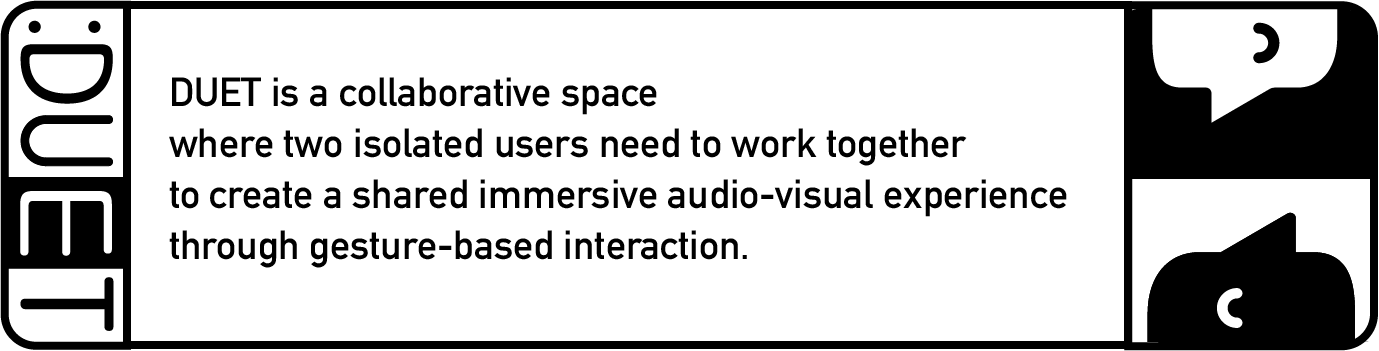 :DUET
DUET is a collaborative space
where two isolated users need to work together
to create a shared immersive audio-visual experience
through gesture-based interaction.